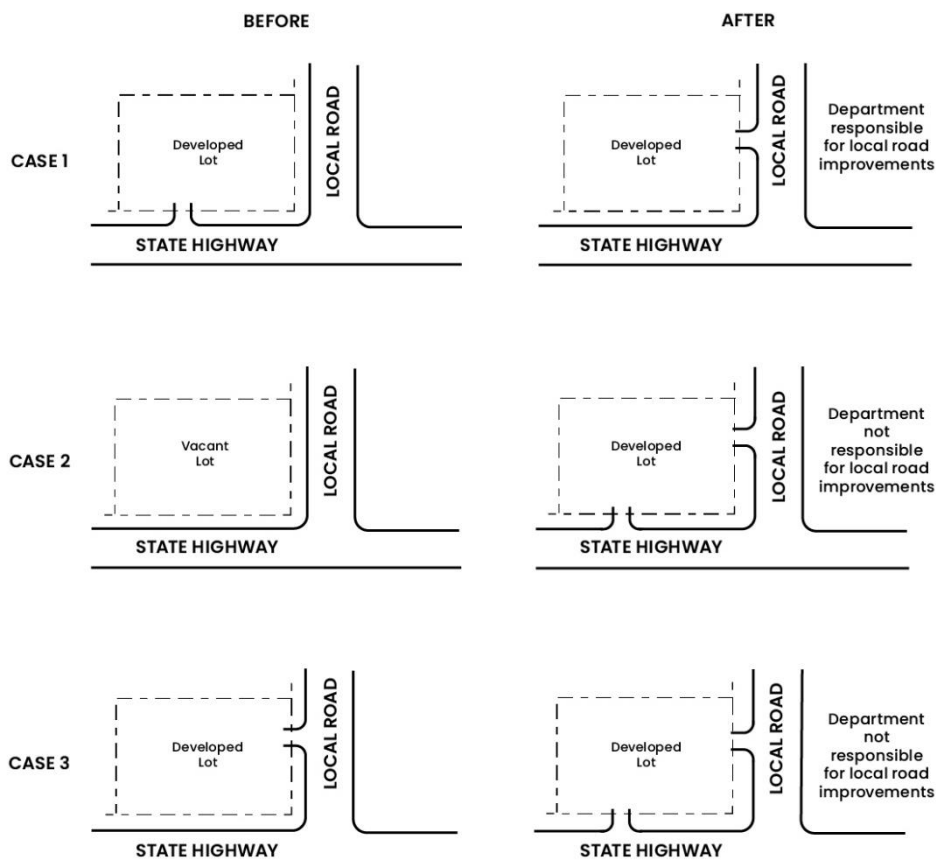 BEFORE
AFTER
CASE 1
Developed
Lot
LOCAL ROAD
STATE HIGHWAY
Developed
Lot
LOCAL ROAD
STATE HIGHWAY
Department
responsible
for local road
improvements
CASE 2
Vacant
Lot
LOCAL ROAD
STATE HIGHWAY
Developed
Lot
LOCAL ROAD
STATE HIGHWAY
Department
not
responsible
for local road
improvements
CASE 3
Developed
Lot
LOCAL ROAD
STATE HIGHWAY
Developed
Lot
LOCAL ROAD
STATE HIGHWAY
Department
not
responsible
for local road
improvements